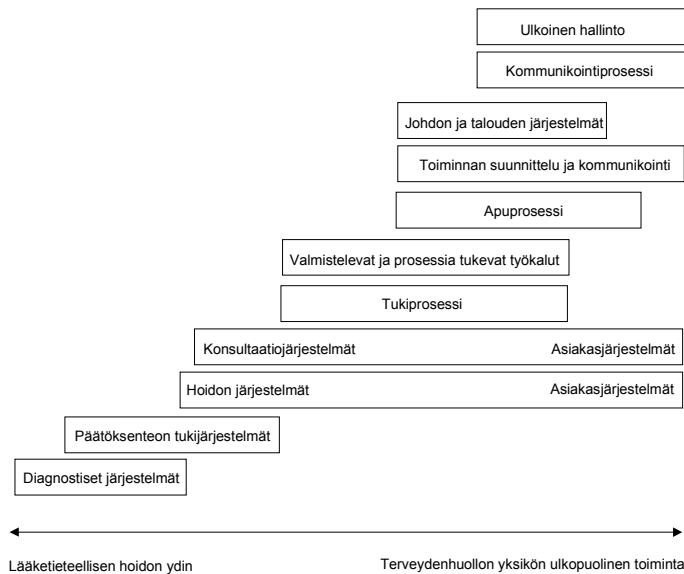 Ulkoinen hallinto
Kommunikointiprosessi
Johdon ja talouden järjestelmät
Toiminnan suunnittelu ja kommunikointi
Apuprosessi
Valmistelevat ja prosessia tukevat työkalut
Tukiprosessi
Konsultaatiojärjestelmät Asiakasjärjestelmät
Hoidon järjestelmät Asiakasjärjestelmät
Päätöksenteon tukijärjestelmät
Diagnostiset järjestelmät
Lääketieteellisen hoidon ydin Terveydenhuollon yksikön ulkopuolinen toiminta